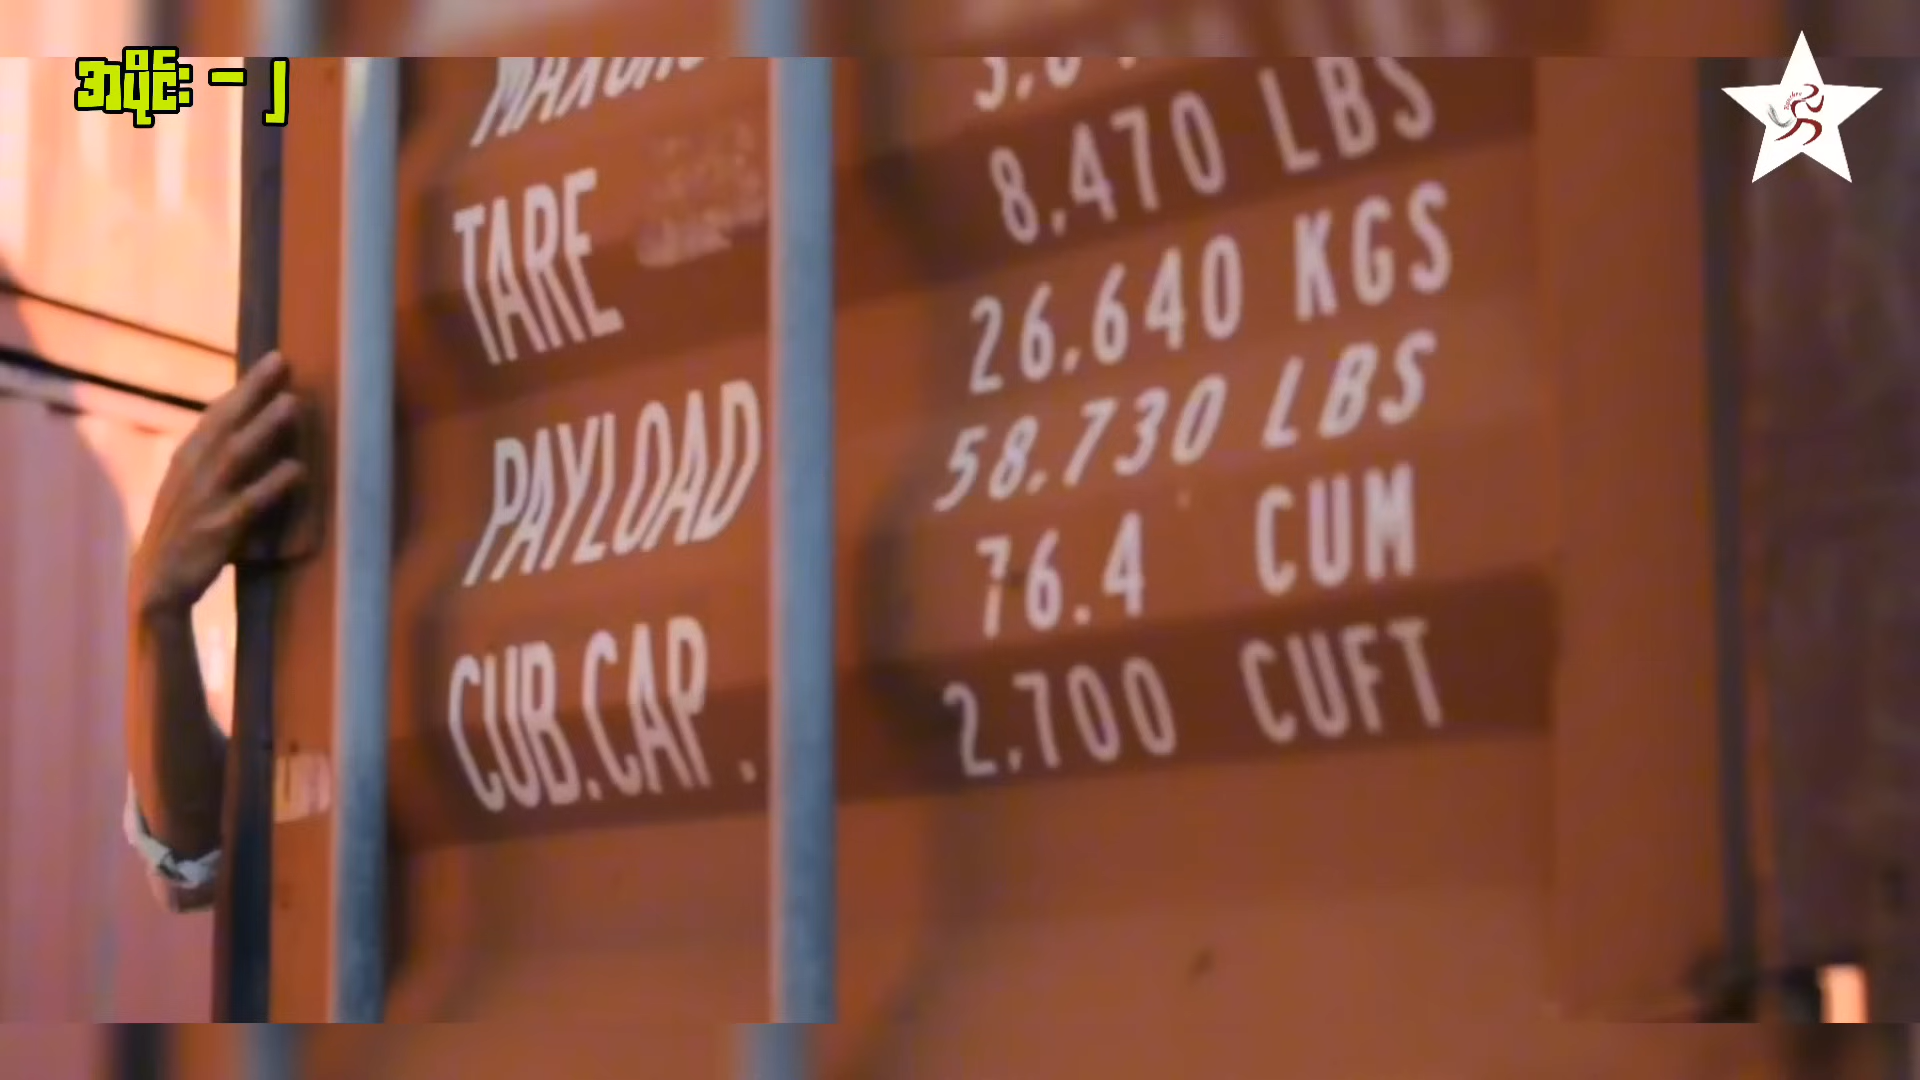 အပိုင်း - ၂
TARE
8.470 LBS
26.640 KGS
PAYLOAD
58.730 LBS
76.4 CUM
CUB.CAP.
2.700 CUFT